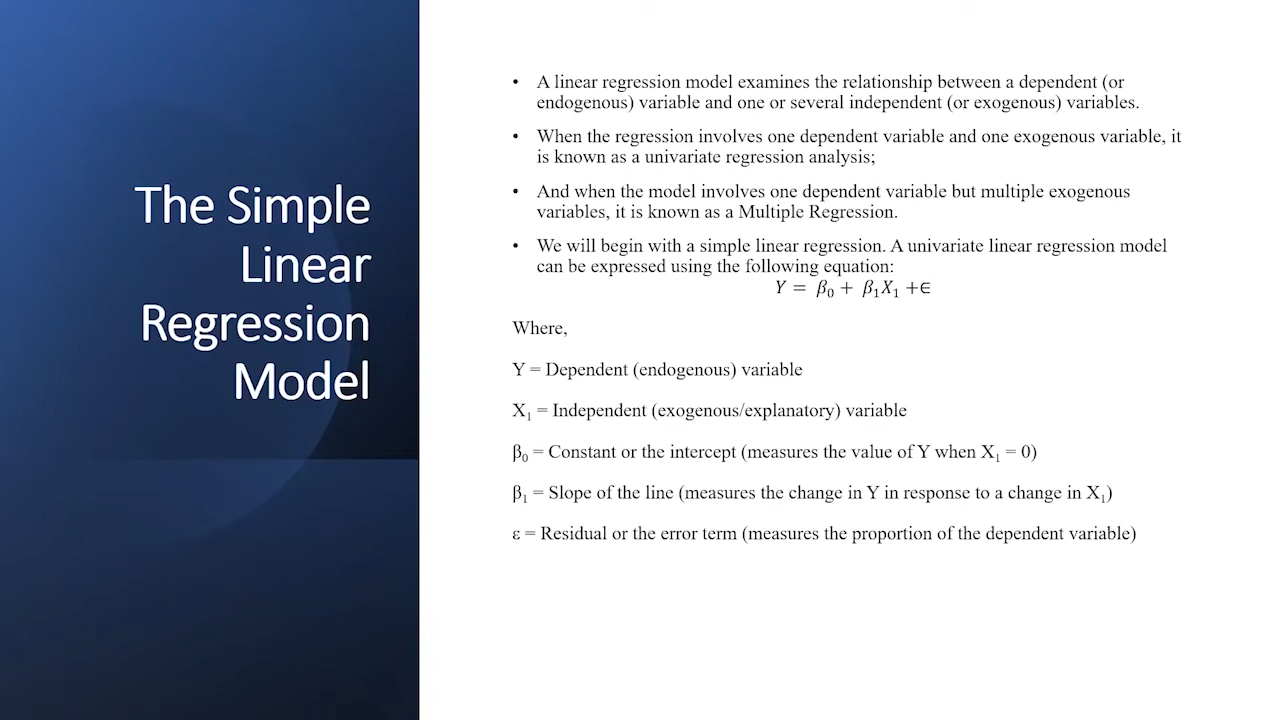 The Simple
Linear
Regression
Model
• A linear regression model examines the relationship between a dependent (or
endogenous) variable and one or several independent (or exogenous) variables.
• When the regression involves one dependent variable and one exogenous variable, it
is known as a univariate regression analysis;
• And when the model involves one dependent variable but multiple exogenous
variables, it is known as a Multiple Regression.
• We will begin with a simple linear regression. A univariate linear regression model
can be expressed using the following equation:
Y = β₀ + β₁X₁ +∈
Where,
Y = Dependent (endogenous) variable
X₁ = Independent (exogenous/explanatory) variable
β₀ = Constant or the intercept (measures the value of Y when X₁ = 0)
β₁ = Slope of the line (measures the change in Y in response to a change in X₁)
ε = Residual or the error term (measures the proportion of the dependent variable)